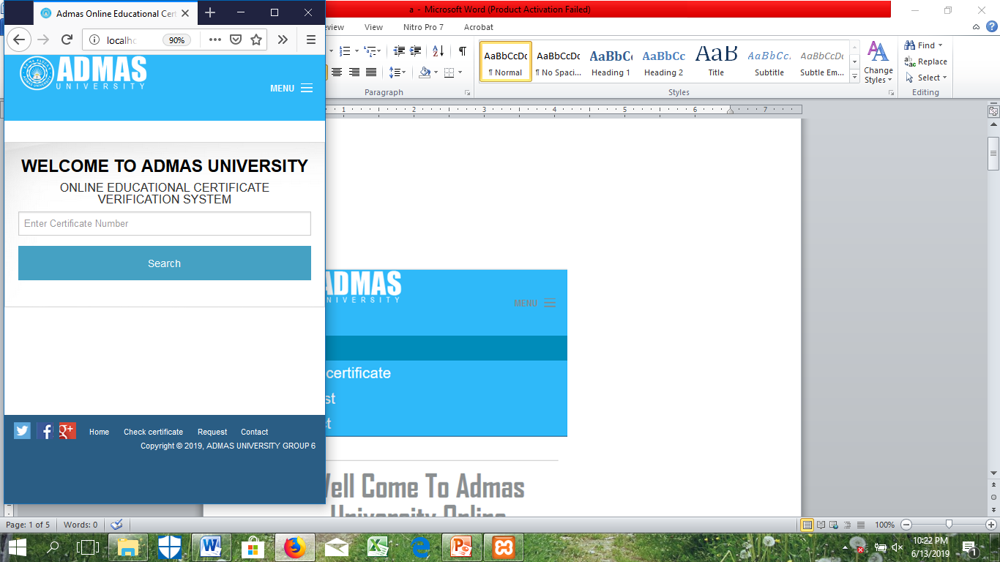 Admas Online Educational Cert
a - Microsoft Word (Product Activation Failed)
localho
90%
eview
View
Nitro Pro 7
Acrobat
ADMAS
UNIVERSITY
MENU
AaBbCcDc
¶ Normal
AaBbCcDc
¶ No Spaci...
AaBbCc
Heading 1
AaBbCc
Heading 2
AaB
Title
AaBbCc.
Subtitle
AaBbCcDc
Subtle Em...
Change
Styles
Find
Replace
Select
Paragraph
Styles
Editing
1 2 3 4 5 6 7
WELCOME TO ADMAS UNIVERSITY
ONLINE EDUCATIONAL CERTIFICATE
VERIFICATION SYSTEM
Enter Certificate Number
Search
ADMAS
NIVERSITY
MENU
certificate
st
ct
Home
Check certificate
Request
Contact
Copyright © 2019, ADMAS UNIVERSITY GROUP 6
Vell Come To Admas
University Online
Page: 1 of 5
Words: 0
100%
10:22 PM
6/13/2019
1